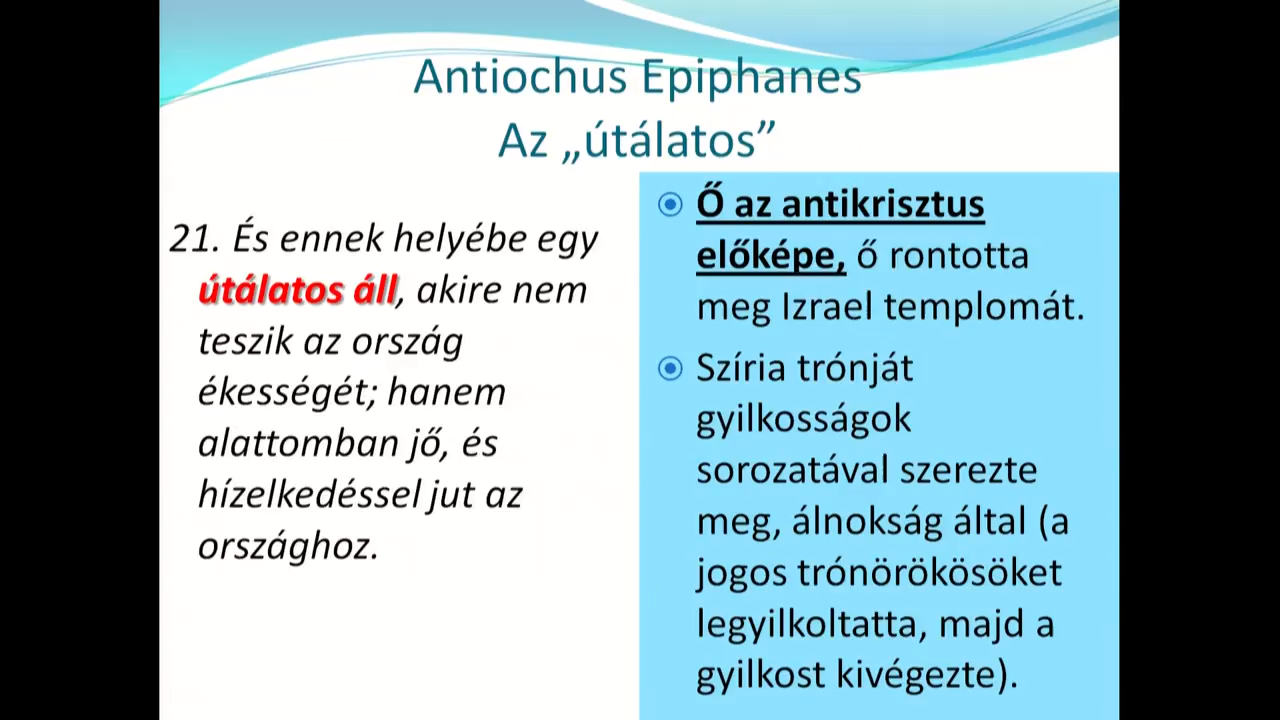 Antiochus Epiphanes
Az „útálatos”
21. És ennek helyébe egy
útálatos áll, akire nem
teszik az ország
ékességét; hanem
alattomban jő, és
hízelkedéssel jut az
országhoz.
Ő az antikrisztus
előképe, ő rontotta
meg Izrael templomát.
Szíria trónját
gyilkosságok
sorozatával szerezte
meg, álnokság által (a
jogos trónörökösöket
legyilkoltatta, majd a
gyilkost kivégezte).